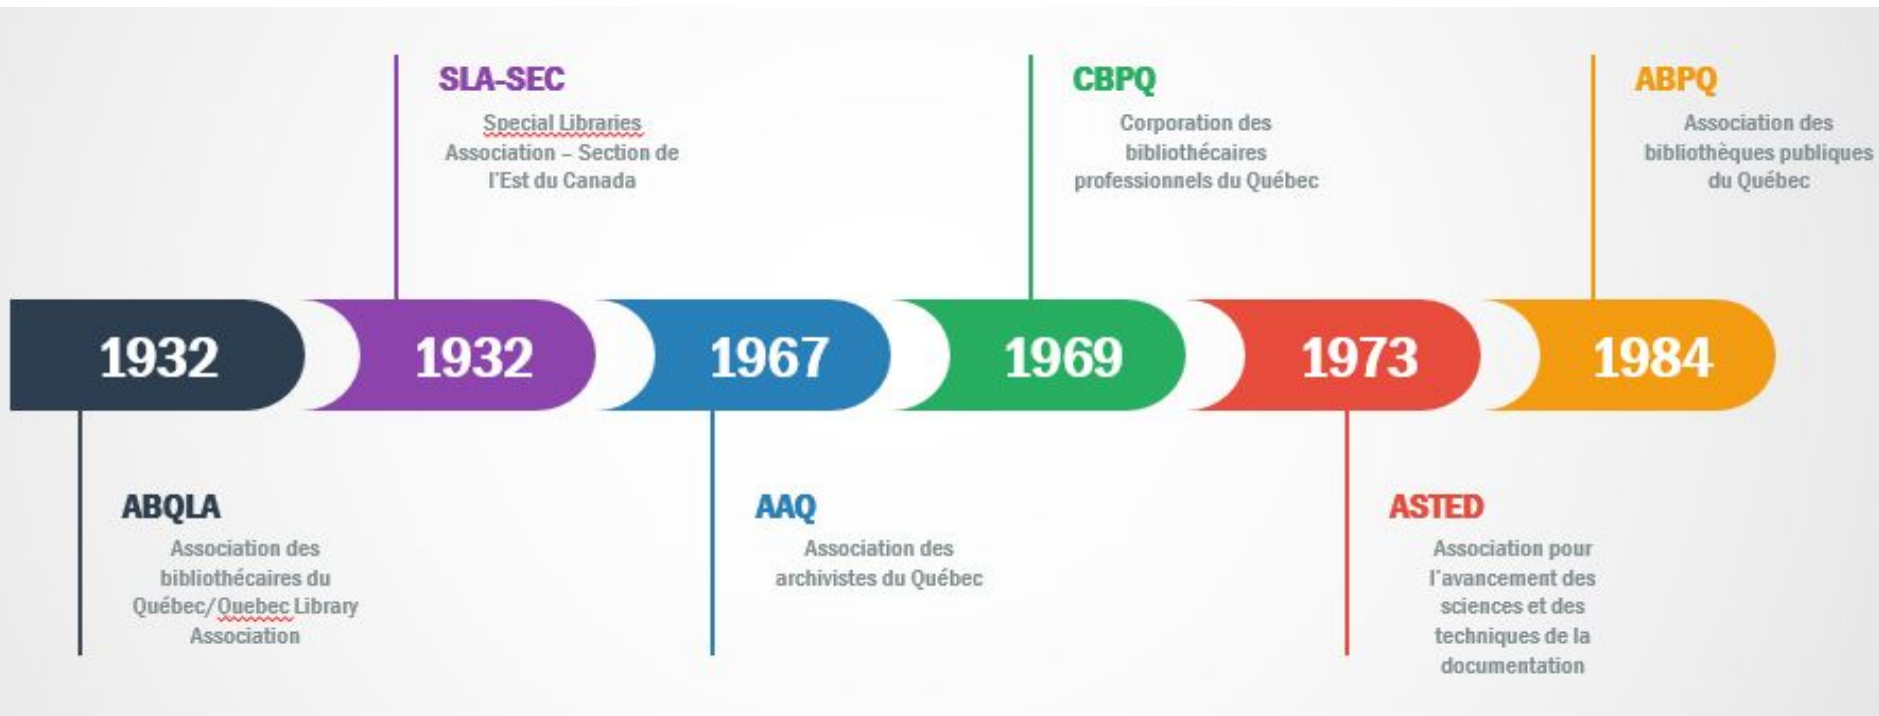 SLA-SEC
Special Libraries
Association – Section de
l'Est du Canada
CBPQ
Corporation des
bibliothécaires
professionnels du Québec
ABPQ
Association des
bibliothèques publiques
du Québec
1932
1932
1967
1969
1973
1984
ABQLA
Association des
bibliothécaires du
Québec/Quebec Library
Association
AAQ
Association des
archivistes du Québec
ASTED
Association pour
l'avancement des
sciences et des
techniques de la
documentation